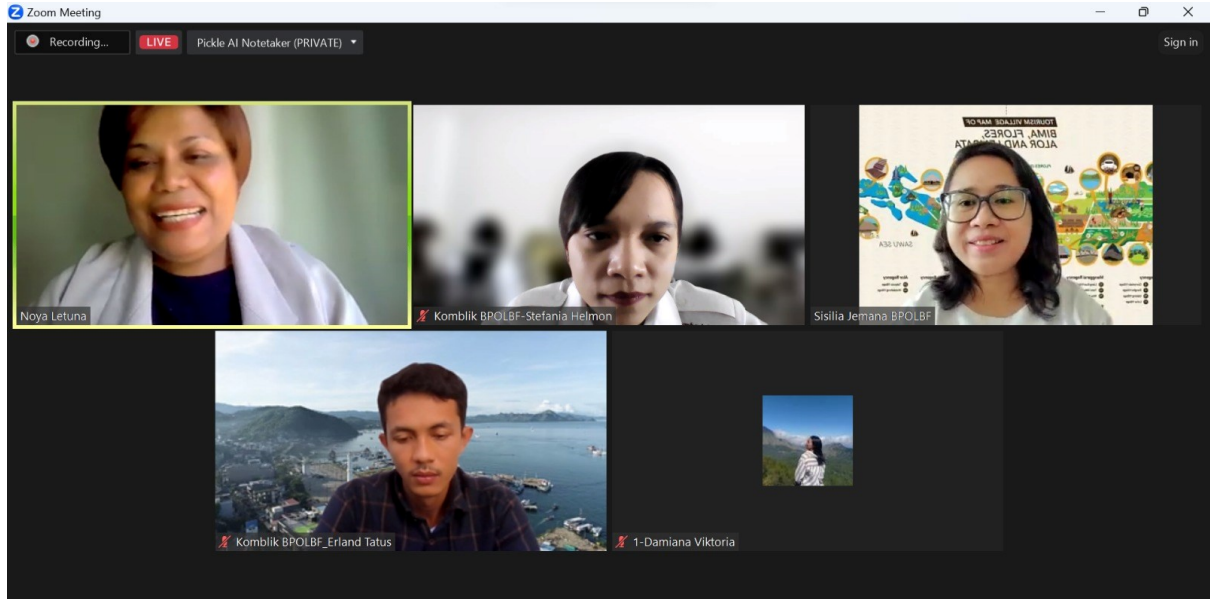 Zoom Meeting
Recording...
LIVE
Pickle AI Notetaker (PRIVATE)
Sign in
TOURISM VILLAGE MAP OF
BIMA, FLORES,
ALOR AND
SAWU SEA
Noya Letuna
Komblik BPOLBF-Stefania Helmon
Sisilia Jemana BPOLBF
Komblik BPOLBF_Erland Tatus
1-Damiana Viktoria